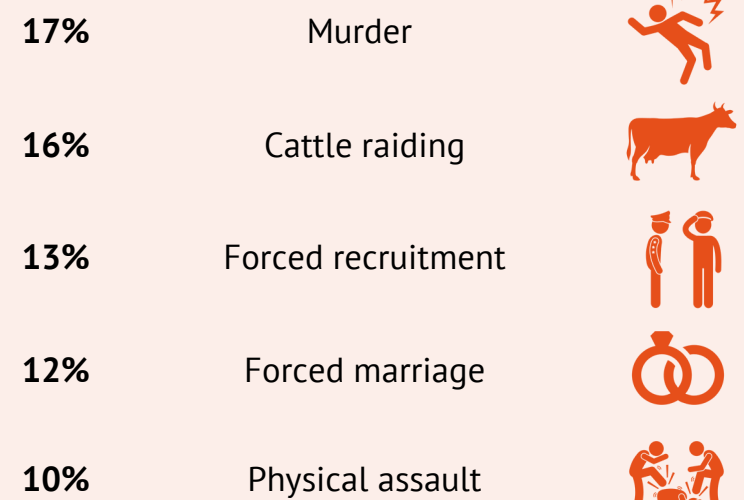 17% Murder
16% Cattle raiding
13% Forced recruitment
12% Forced marriage
10% Physical assault